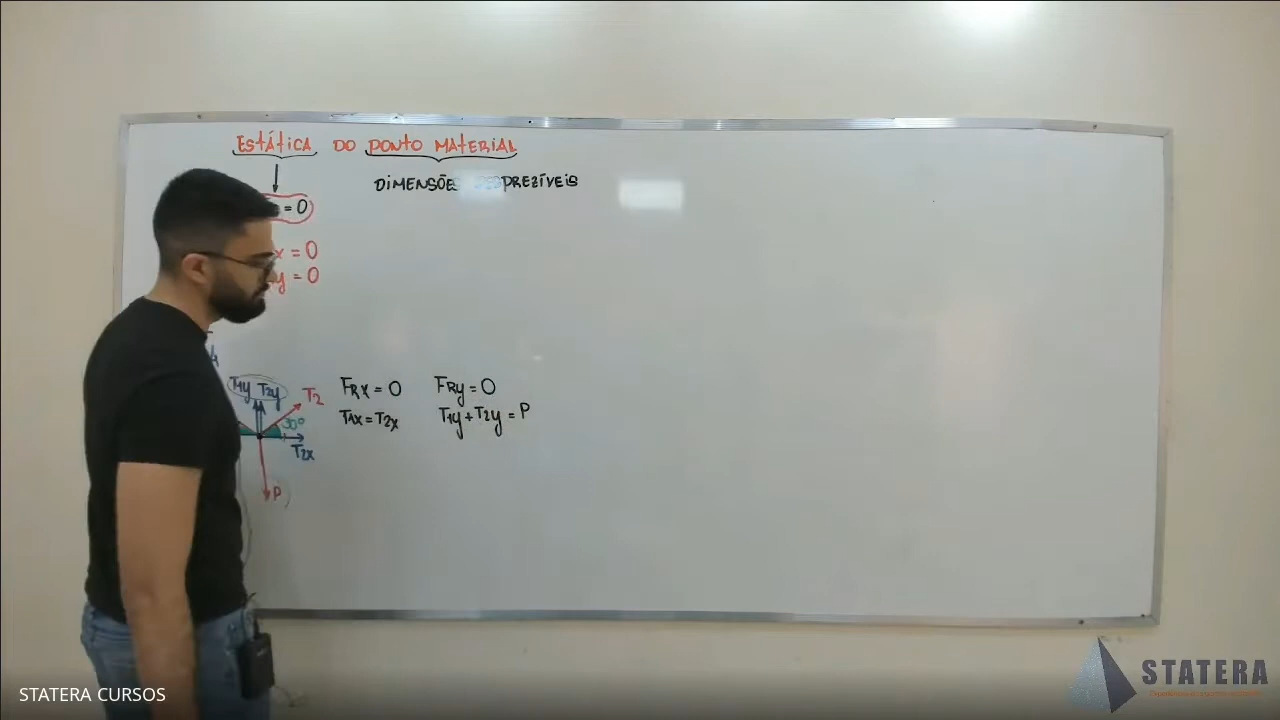 ESTÁTICA DO PONTO MATERIAL
DIMENSÕES DESPREZÍVEIS
= 0
x = 0
y = 0
T1y T2y
T2
30°
T2x
P
FRx = 0
T1x = T2x
FRy = 0
T1y + T2y = P
STATERA CURSOS
STATERA